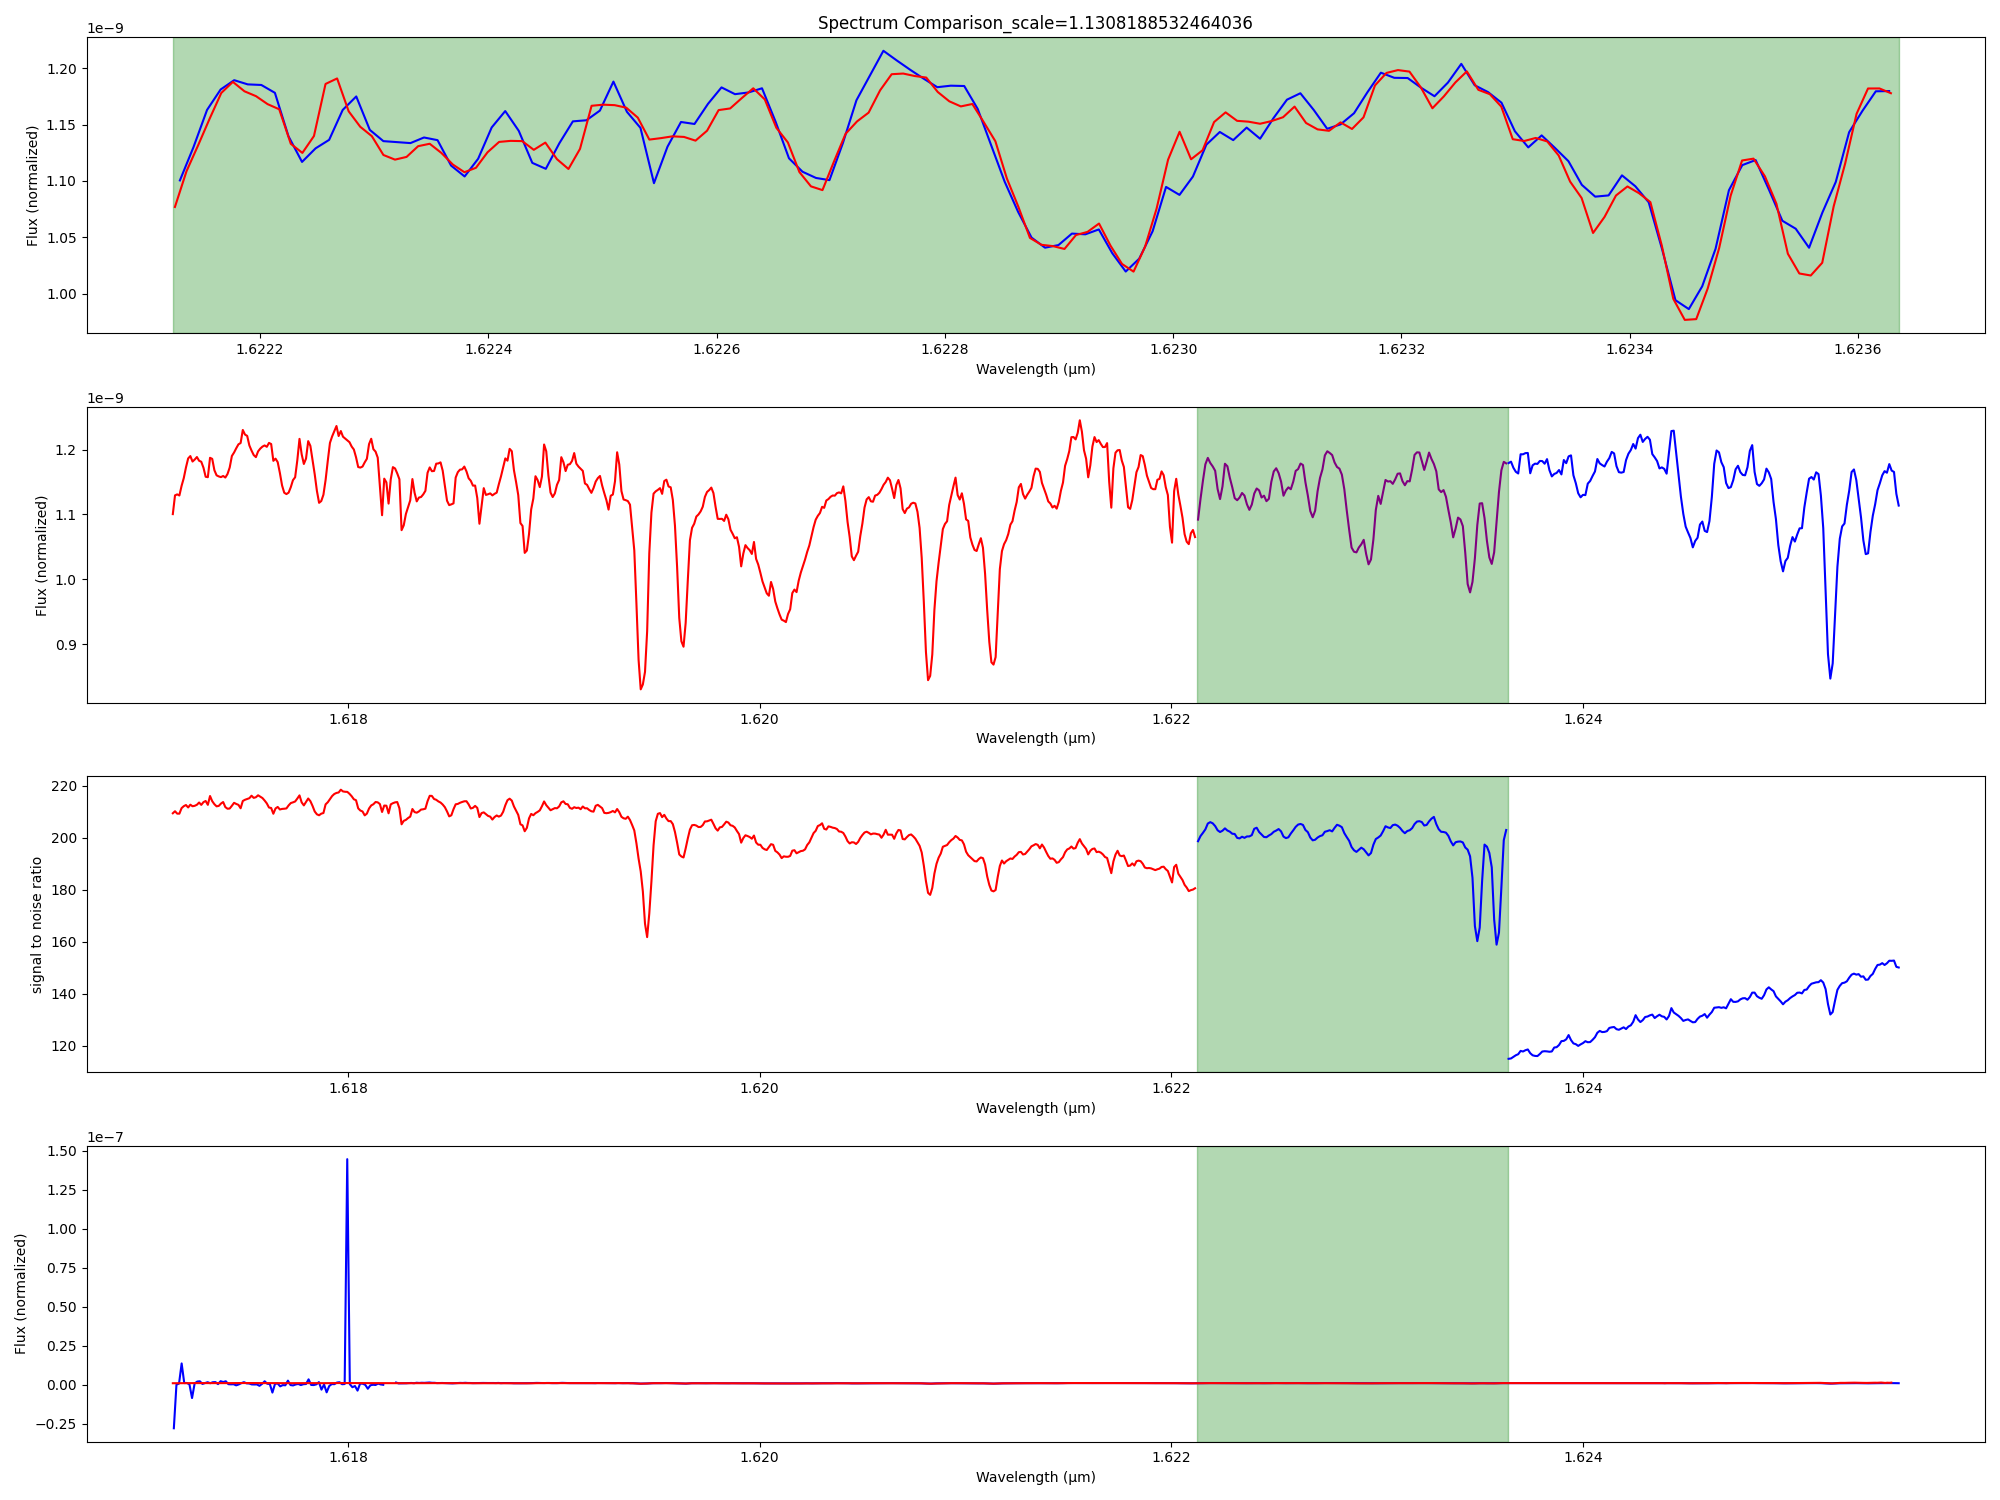 Spectrum Comparison_scale=1.1308188532464036
1e−9
1.20
1.15
1.10
1.05
1.00
Flux (normalized)
1.6222 1.6224 1.6226 1.6228 1.6230 1.6232 1.6234 1.6236
Wavelength (μm)
1e−9
1.2
1.1
1.0
0.9
Flux (normalized)
1.618 1.620 1.622 1.624
Wavelength (μm)
220
200
180
160
140
120
signal to noise ratio
1.618 1.620 1.622 1.624
Wavelength (μm)
1e−7
1.50
1.25
1.00
0.75
0.50
0.25
0.00
−0.25
Flux (normalized)
1.618 1.620 1.622 1.624
Wavelength (μm)